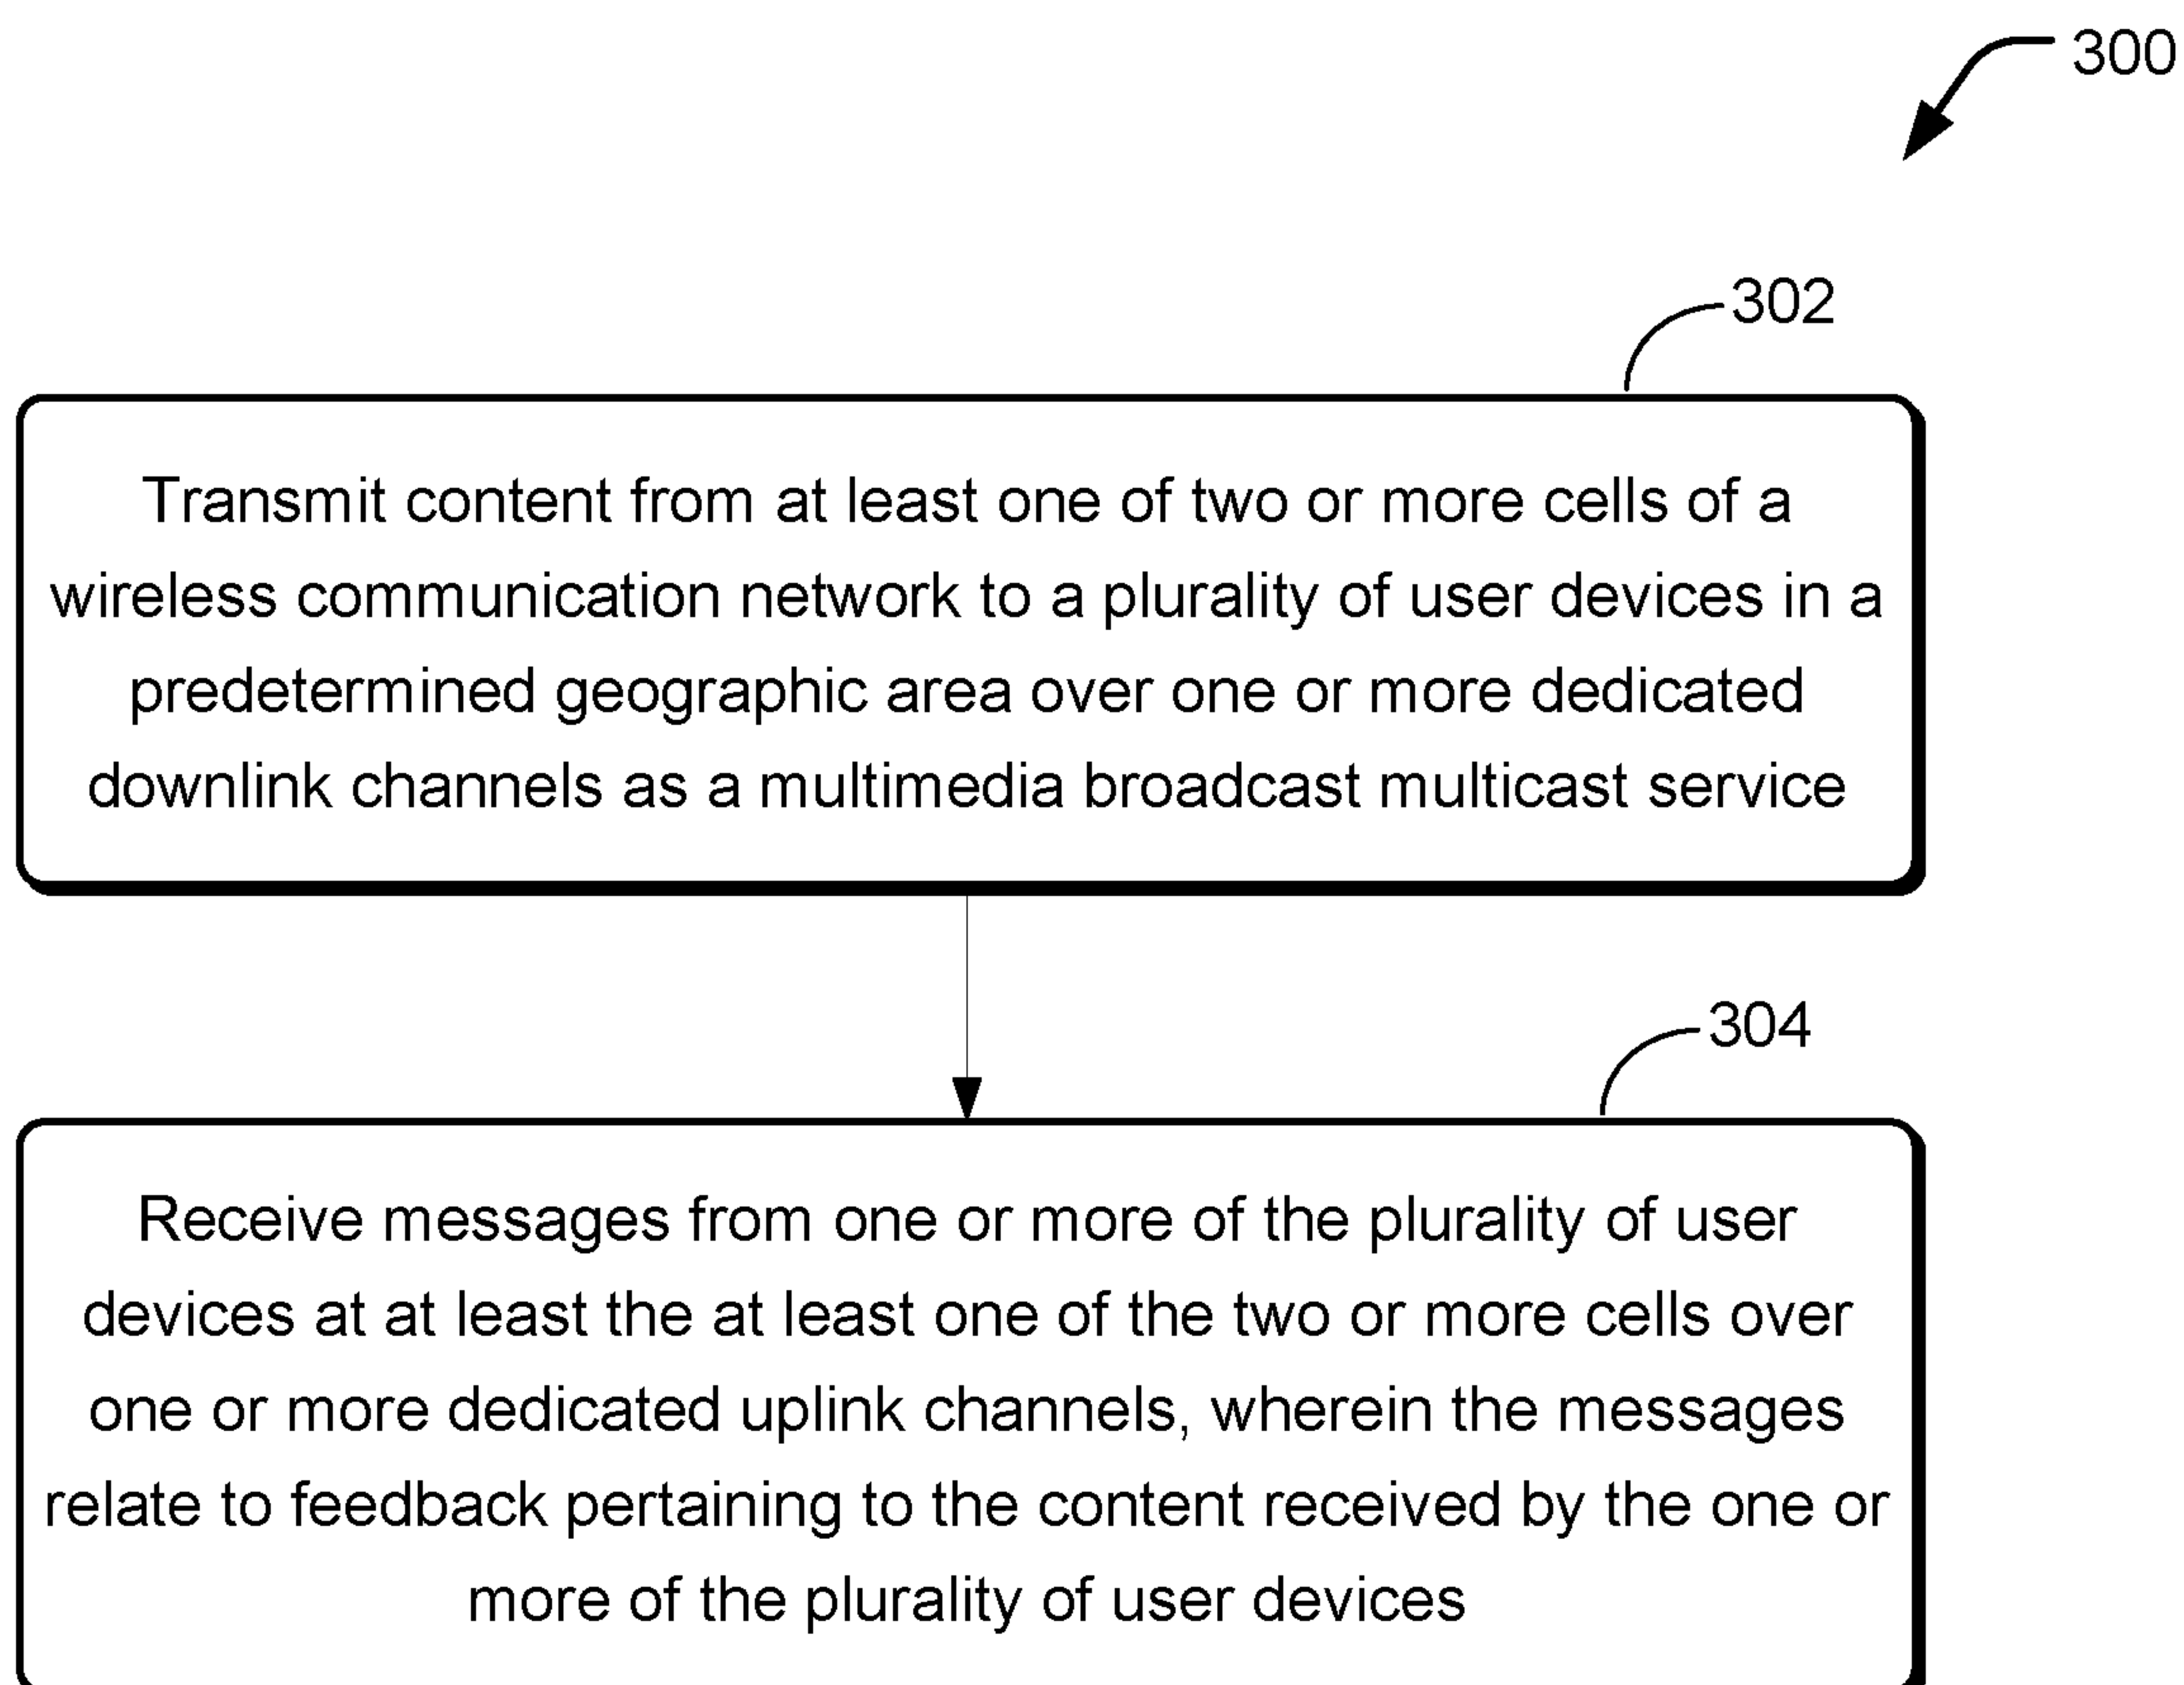 300
302
Transmit content from at least one of two or more cells of a
wireless communication network to a plurality of user devices in a
predetermined geographic area over one or more dedicated
downlink channels as a multimedia broadcast multicast service
304
Receive messages from one or more of the plurality of user
devices at at least the at least one of the two or more cells over
one or more dedicated uplink channels, wherein the messages
relate to feedback pertaining to the content received by the one or
more of the plurality of user devices